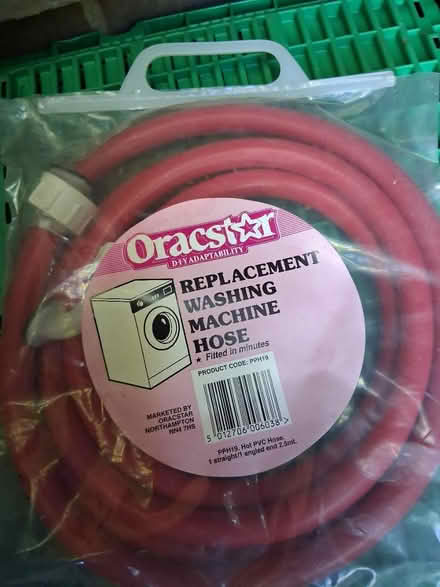 Oracstar
D·I·Y ADAPTABILITY
REPLACEMENT
WASHING
MACHINE
HOSE
★ Fitted in minutes
PRODUCT CODE: PPH19
MARKETED BY
ORACSTAR
NORTHAMPTON
NN4 7HS
5 012706 006038 >
PPH19. Hot PVC Hose.
1 straight/1 angled end 2.5mt.